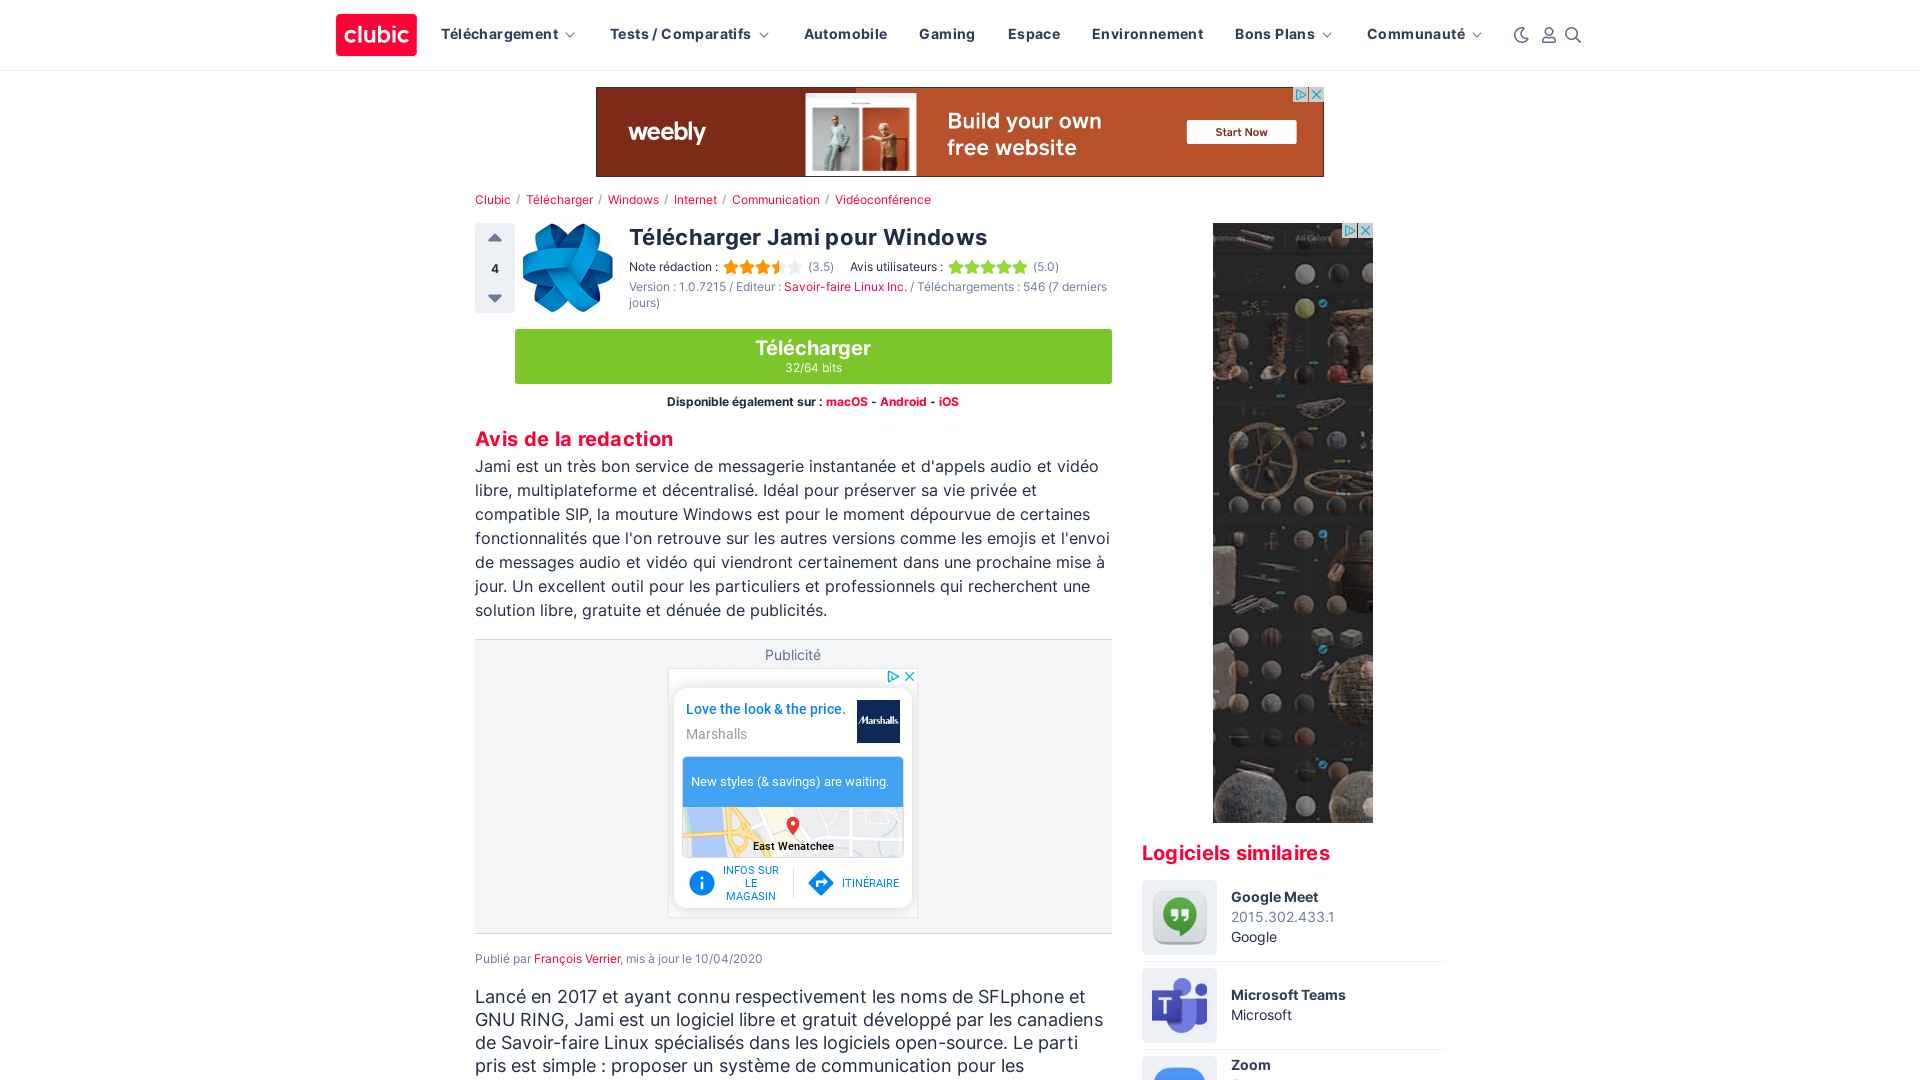 clubic
Téléchargement
Tests / Comparatifs
Automobile
Gaming
Espace
Environnement
Bons Plans
Communauté
weebly
Build your own
free website
Start Now
Clubic / Télécharger / Windows / Internet / Communication / Vidéoconférence
4
Télécharger Jami pour Windows
Note rédaction : (3.5) Avis utilisateurs : (5.0)
Version : 1.0.7215 / Editeur : Savoir-faire Linux Inc. / Téléchargements : 546 (7 derniers
jours)
Télécharger
32/64 bits
Disponible également sur : macOS - Android - iOS
Avis de la redaction
Jami est un très bon service de messagerie instantanée et d'appels audio et vidéo
libre, multiplateforme et décentralisé. Idéal pour préserver sa vie privée et
compatible SIP, la mouture Windows est pour le moment dépourvue de certaines
fonctionnalités que l'on retrouve sur les autres versions comme les emojis et l'envoi
de messages audio et vidéo qui viendront certainement dans une prochaine mise à
jour. Un excellent outil pour les particuliers et professionnels qui recherchent une
solution libre, gratuite et dénuée de publicités.
Publicité
Love the look & the price.
Marshalls
Marshalls
New styles (& savings) are waiting.
East Wenatchee
INFOS SUR
LE
MAGASIN
ITINÉRAIRE
Publié par François Verrier, mis à jour le 10/04/2020
Lancé en 2017 et ayant connu respectivement les noms de SFLphone et
GNU RING, Jami est un logiciel libre et gratuit développé par les canadiens
de Savoir-faire Linux spécialisés dans les logiciels open-source. Le parti
pris est simple : proposer un système de communication pour les
Logiciels similaires
Google Meet
2015.302.433.1
Google
T
Microsoft Teams
Microsoft
Zoom